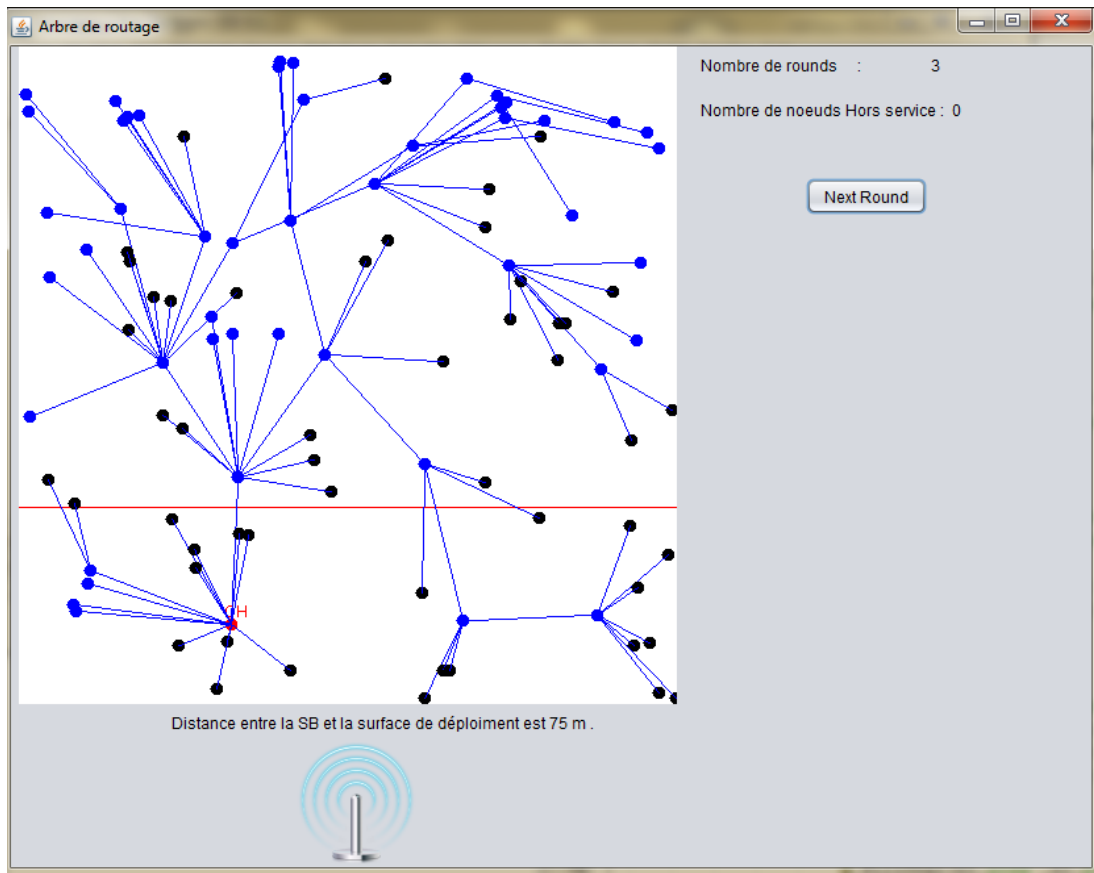 Arbre de routage
Nombre de rounds : 3
Nombre de noeuds Hors service : 0
Next Round
CH
Distance entre la SB et la surface de déploiment est 75 m .